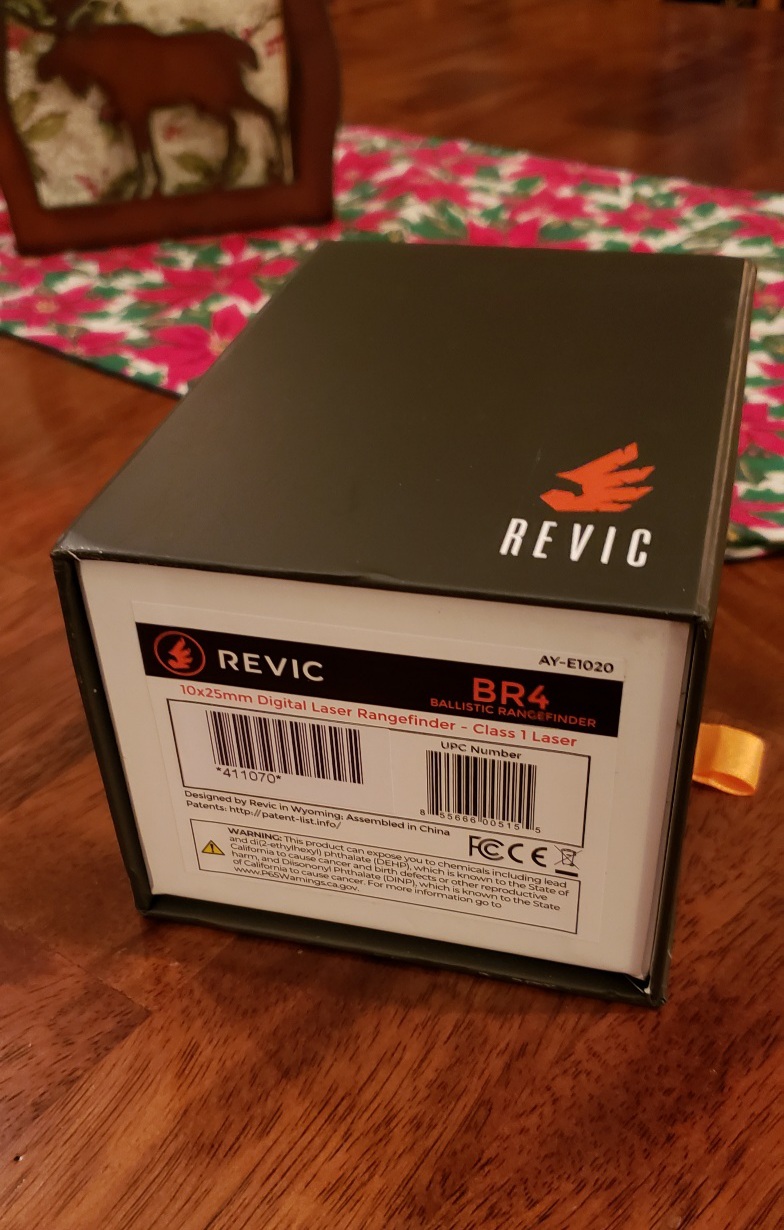 REVIC
REVIC
AY-E1020
BR4
BALLISTIC RANGEFINDER
10x25mm Digital Laser Rangefinder - Class 1 Laser
*411070*
UPC Number
8 55666 00515 5
Designed by Revic in Wyoming; Assembled in China
Patents: http://patent-list.info/
FC CE
WARNING: This product can expose you to chemicals including lead
and di(2-ethylhexyl) phthalate (DEHP), which is known to the State of
California to cause cancer and birth defects or other reproductive
harm, and Diisononyl Phthalate (DINP), which is known to the State
of California to cause cancer. For more information go to
www.P65Warnings.ca.gov.